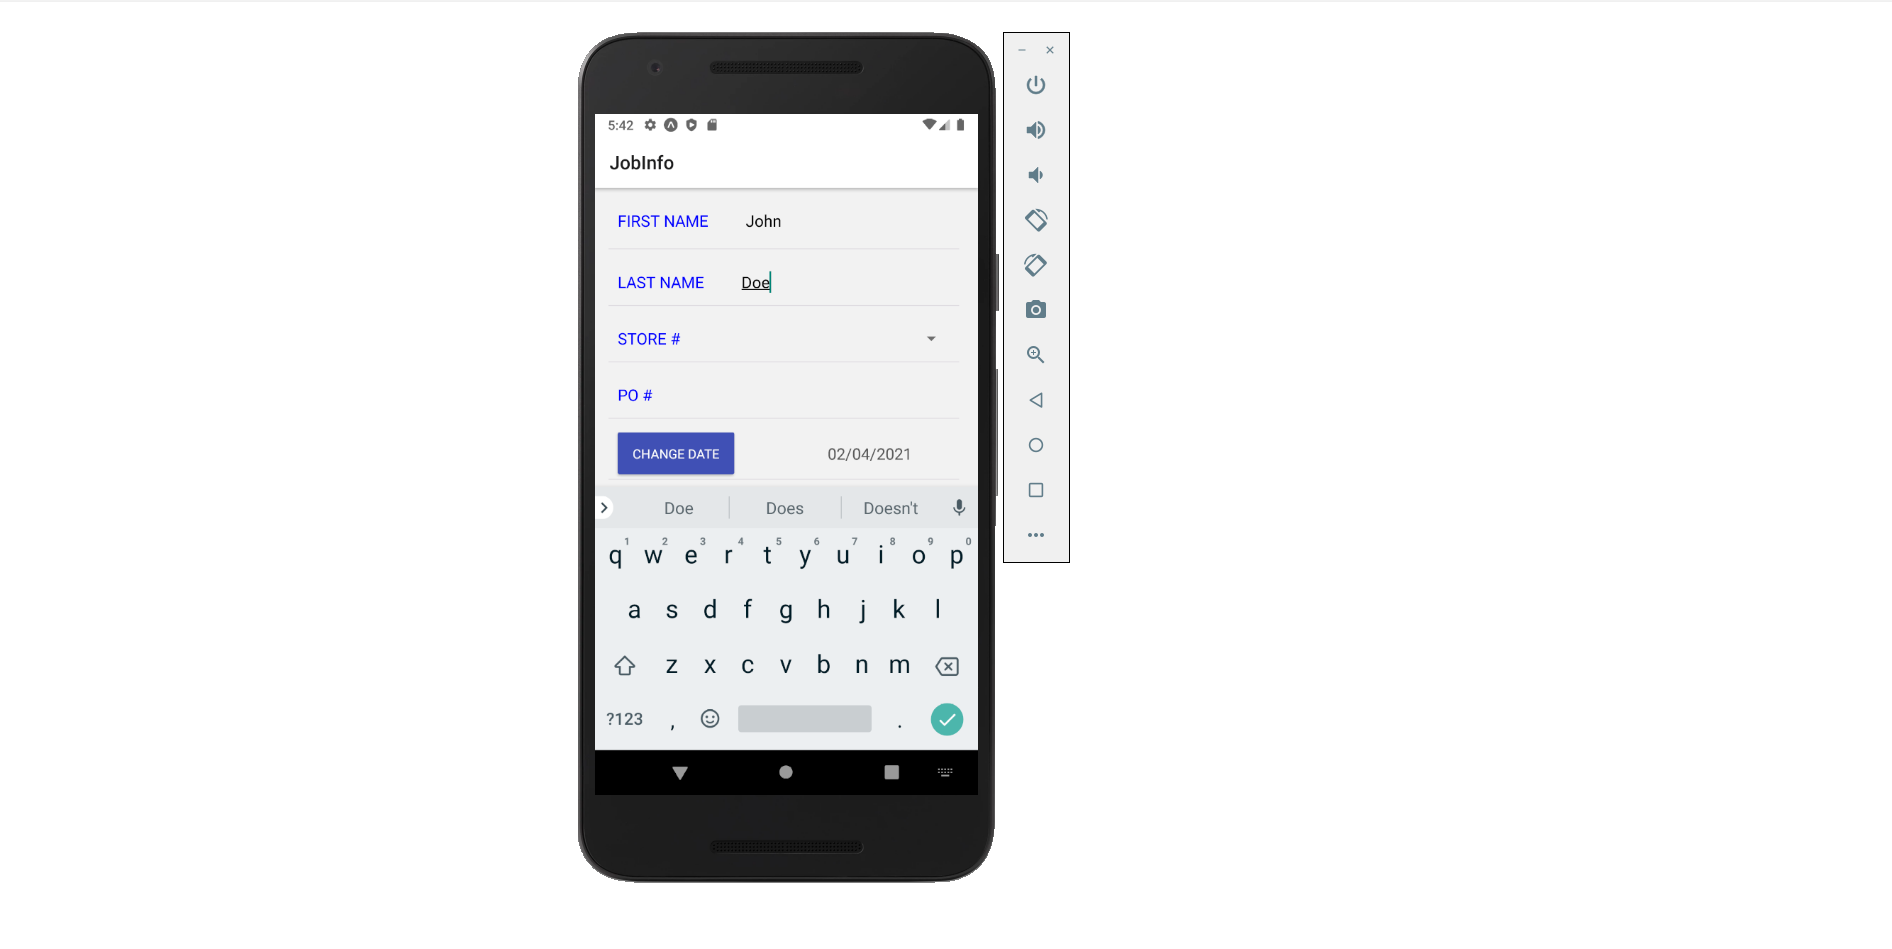 5:42
JobInfo
FIRST NAME John
LAST NAME Doe
STORE #
PO #
CHANGE DATE 02/04/2021
Doe Does Doesn't
1 2 3 4 5 6 7 8 9 0
q w e r t y u i o p
a s d f g h j k l
z x c v b n m
?123 , .